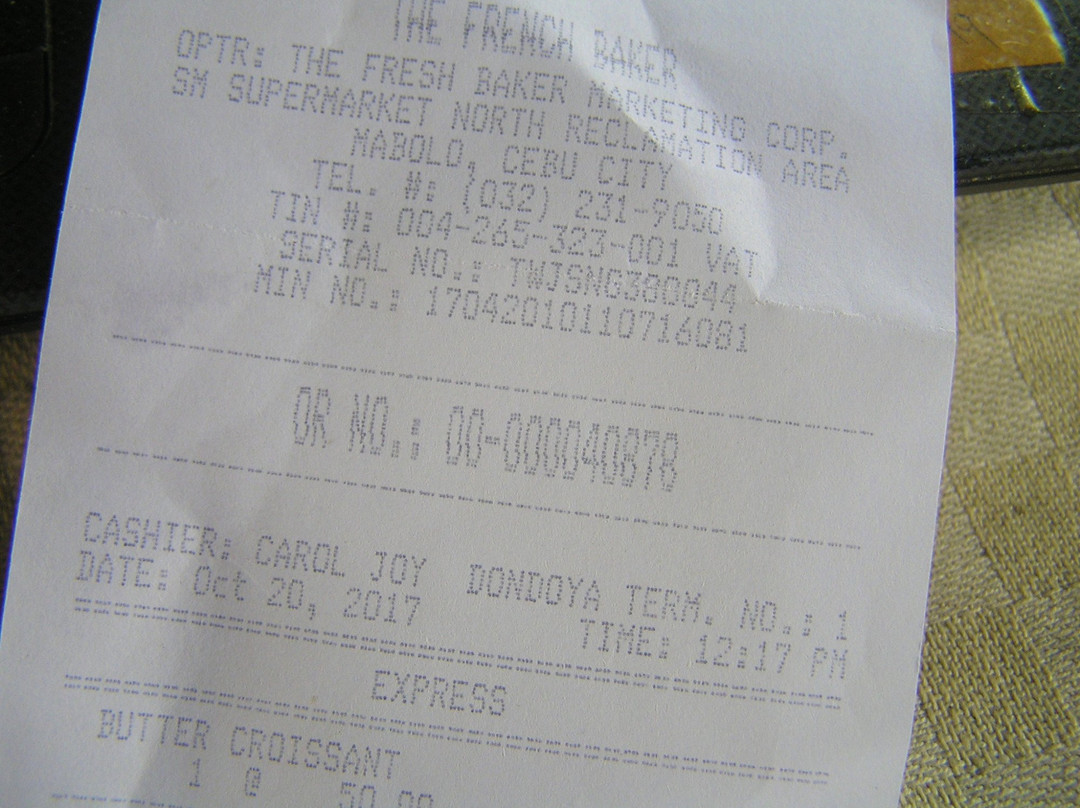 THE FRENCH BAKER
OPTR: THE FRESH BAKER MARKETING CORP.
SM SUPERMARKET NORTH RECLAMATION AREA
MABOLO, CEBU CITY
TEL. #: (032) 231-9050
TIN #: 004-265-323-001 VAT
SERIAL NO.: TWJSNG380044
MIN NO.: 17042010110716081
OR NO.: 00-000040878
CASHIER: CAROL JOY DONDOYA TERM. NO.: 1
DATE: Oct 20, 2017 TIME: 12:17 PM
EXPRESS
BUTTER CROISSANT
1 @ 50.00